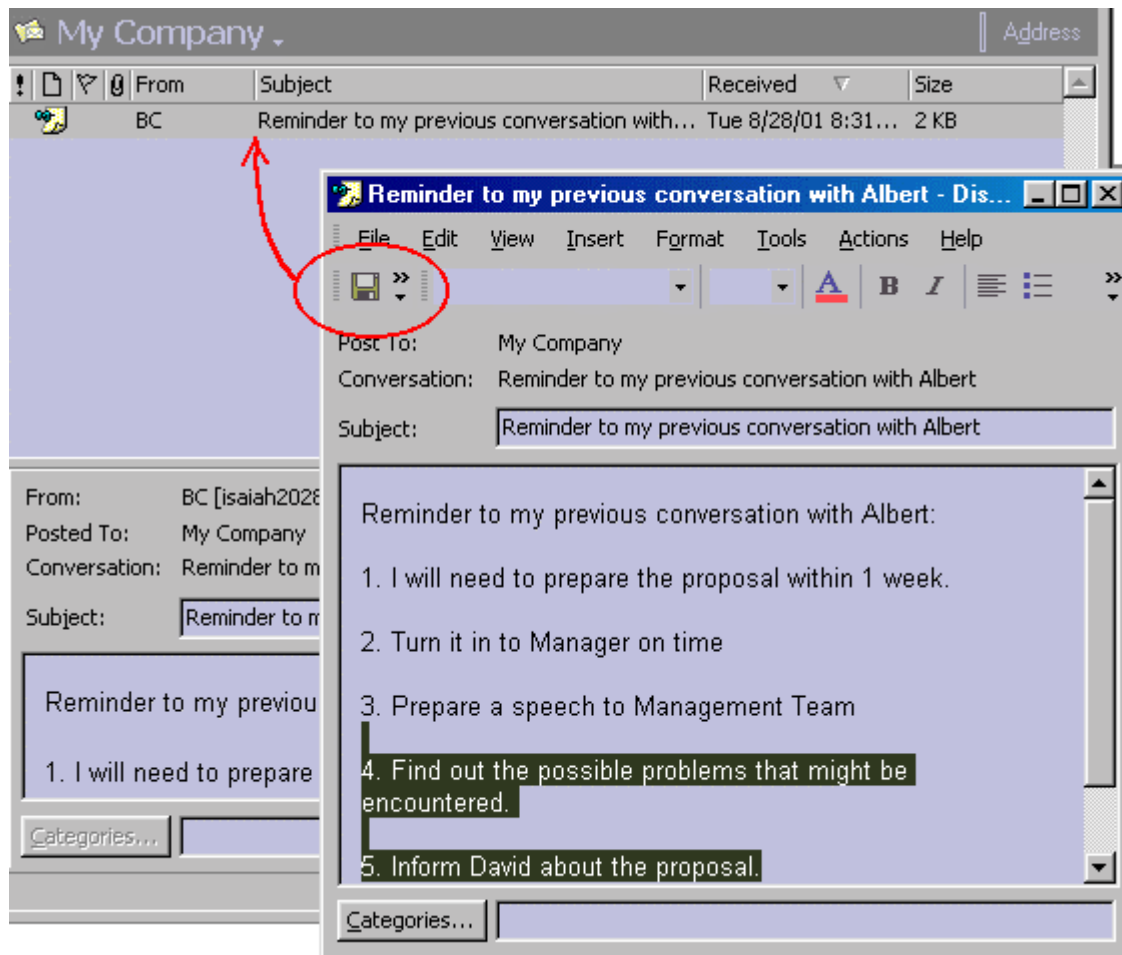 My Company
Address
! From Subject Received Size
BC Reminder to my previous conversation with... Tue 8/28/01 8:31... 2 KB
Reminder to my previous conversation with Albert - Dis...
File Edit View Insert Format Tools Actions Help
A B I
Post To: My Company
Conversation: Reminder to my previous conversation with Albert
Subject: Reminder to my previous conversation with Albert
Reminder to my previous conversation with Albert:
1. I will need to prepare the proposal within 1 week.
2. Turn it in to Manager on time
3. Prepare a speech to Management Team
4. Find out the possible problems that might be
encountered.
5. Inform David about the proposal.
Categories...
From: BC [isaiah2028
Posted To: My Company
Conversation: Reminder to m
Subject: Reminder to m
Reminder to my previou
1. I will need to prepare
Categories...